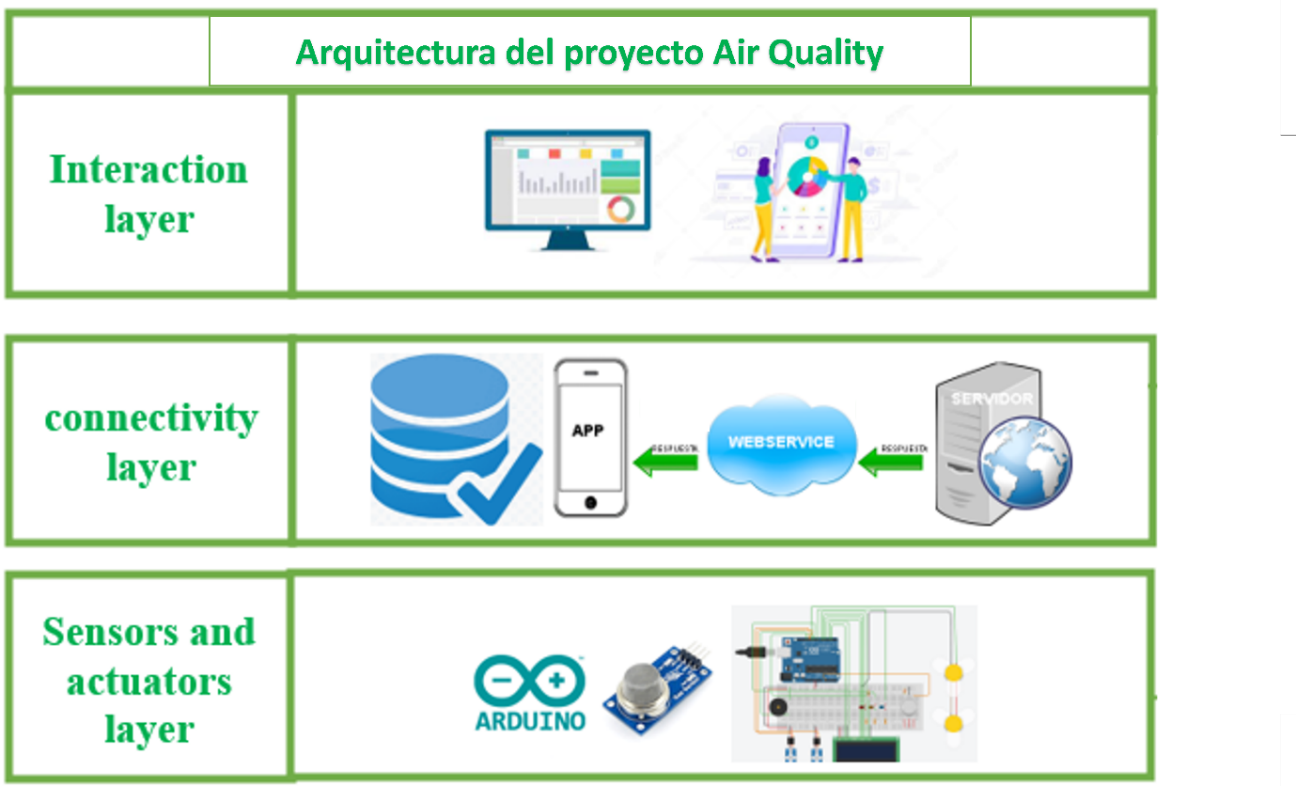 Arquitectura del proyecto Air Quality
Interaction
layer
connectivity
layer
APP
RESPUESTA
WEBSERVICE
RESPUESTA
SERVIDOR
Sensors and
actuators
layer
ARDUINO